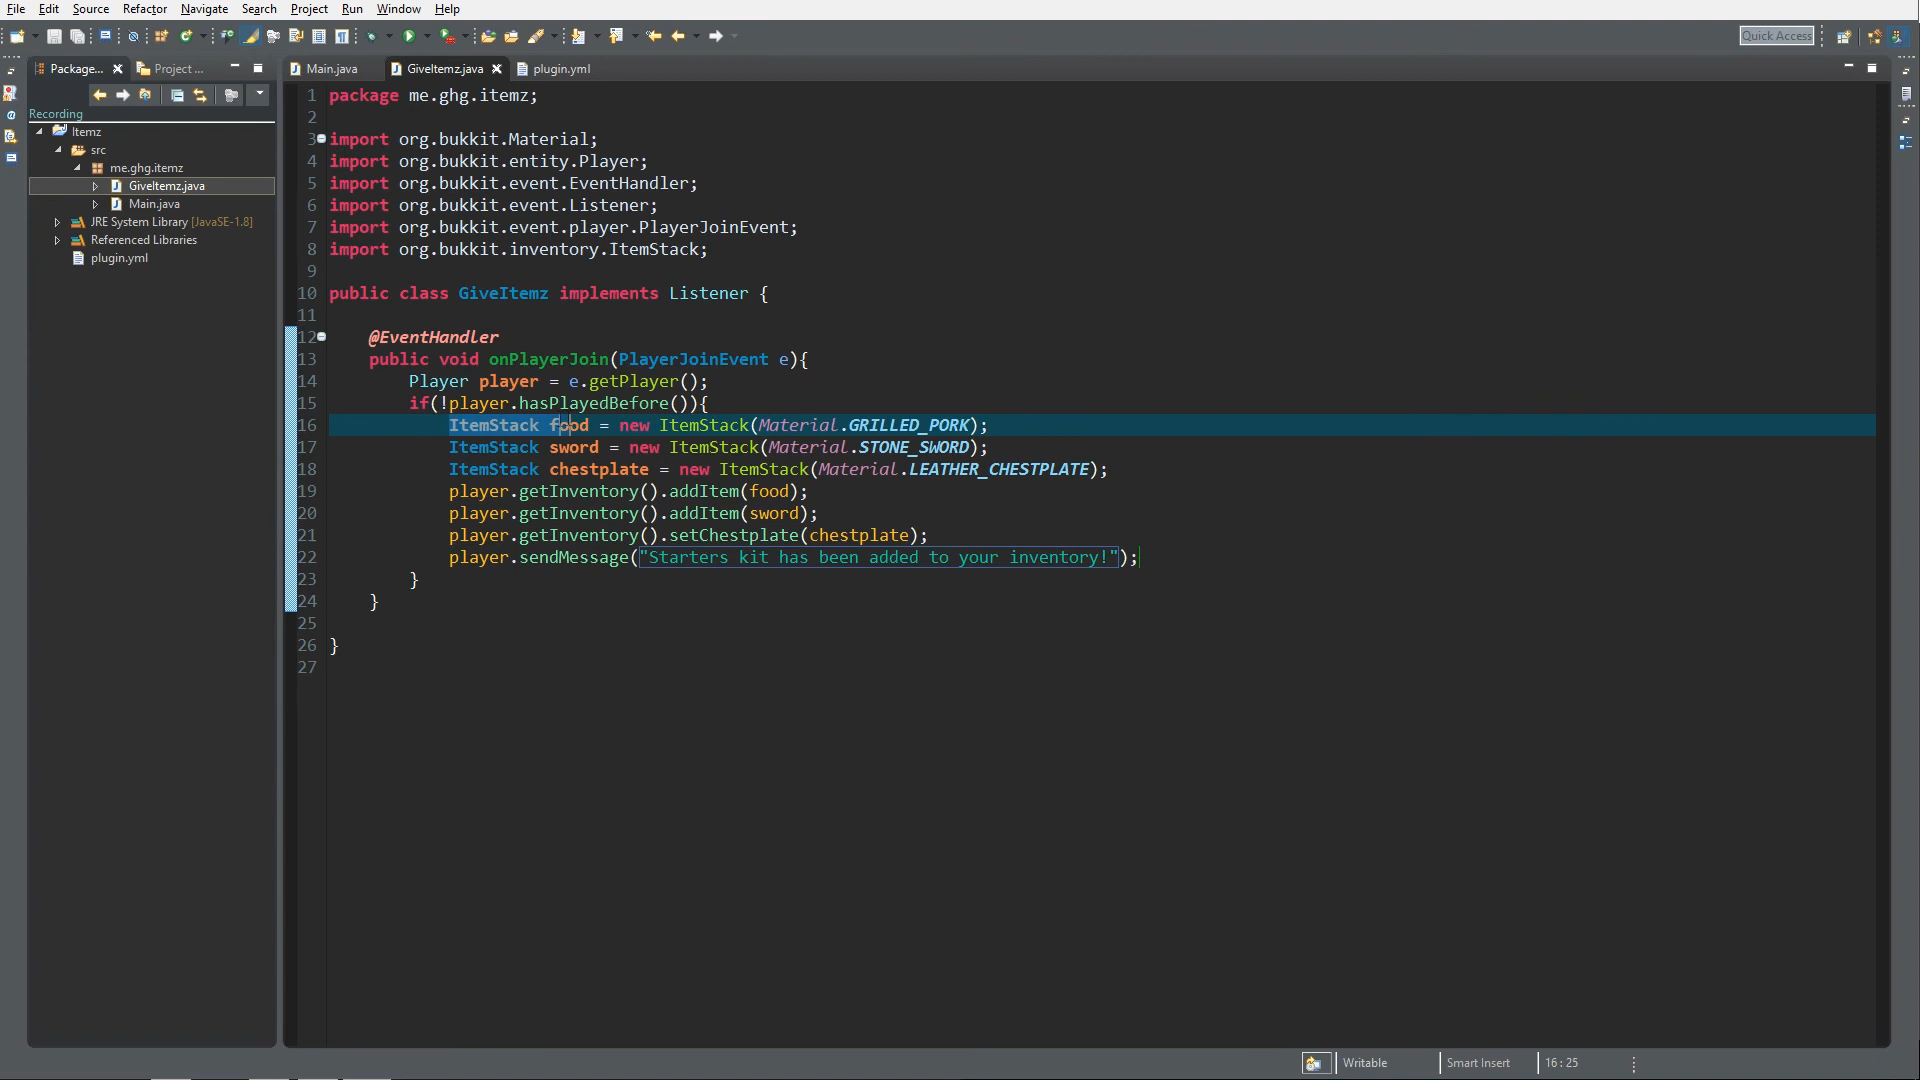 File Edit Source Refactor Navigate Search Project Run Window Help
Quick Access
Package... Project ...
Main.java GiveItemz.java plugin.yml
Recording
Itemz
src
me.ghg.itemz
GiveItemz.java
Main.java
JRE System Library [JavaSE-1.8]
Referenced Libraries
plugin.yml
1 package me.ghg.itemz;
2
3 import org.bukkit.Material;
4 import org.bukkit.entity.Player;
5 import org.bukkit.event.EventHandler;
6 import org.bukkit.event.Listener;
7 import org.bukkit.event.player.PlayerJoinEvent;
8 import org.bukkit.inventory.ItemStack;
9
10 public class GiveItemz implements Listener {
11
12 @EventHandler
13 public void onPlayerJoin(PlayerJoinEvent e){
14 Player player = e.getPlayer();
15 if(!player.hasPlayedBefore()){
16 ItemStack food = new ItemStack(Material.GRILLED_PORK);
17 ItemStack sword = new ItemStack(Material.STONE_SWORD);
18 ItemStack chestplate = new ItemStack(Material.LEATHER_CHESTPLATE);
19 player.getInventory().addItem(food);
20 player.getInventory().addItem(sword);
21 player.getInventory().setChestplate(chestplate);
22 player.sendMessage("Starters kit has been added to your inventory!");
23 }
24 }
25
26 }
27
Writable Smart Insert 16:25